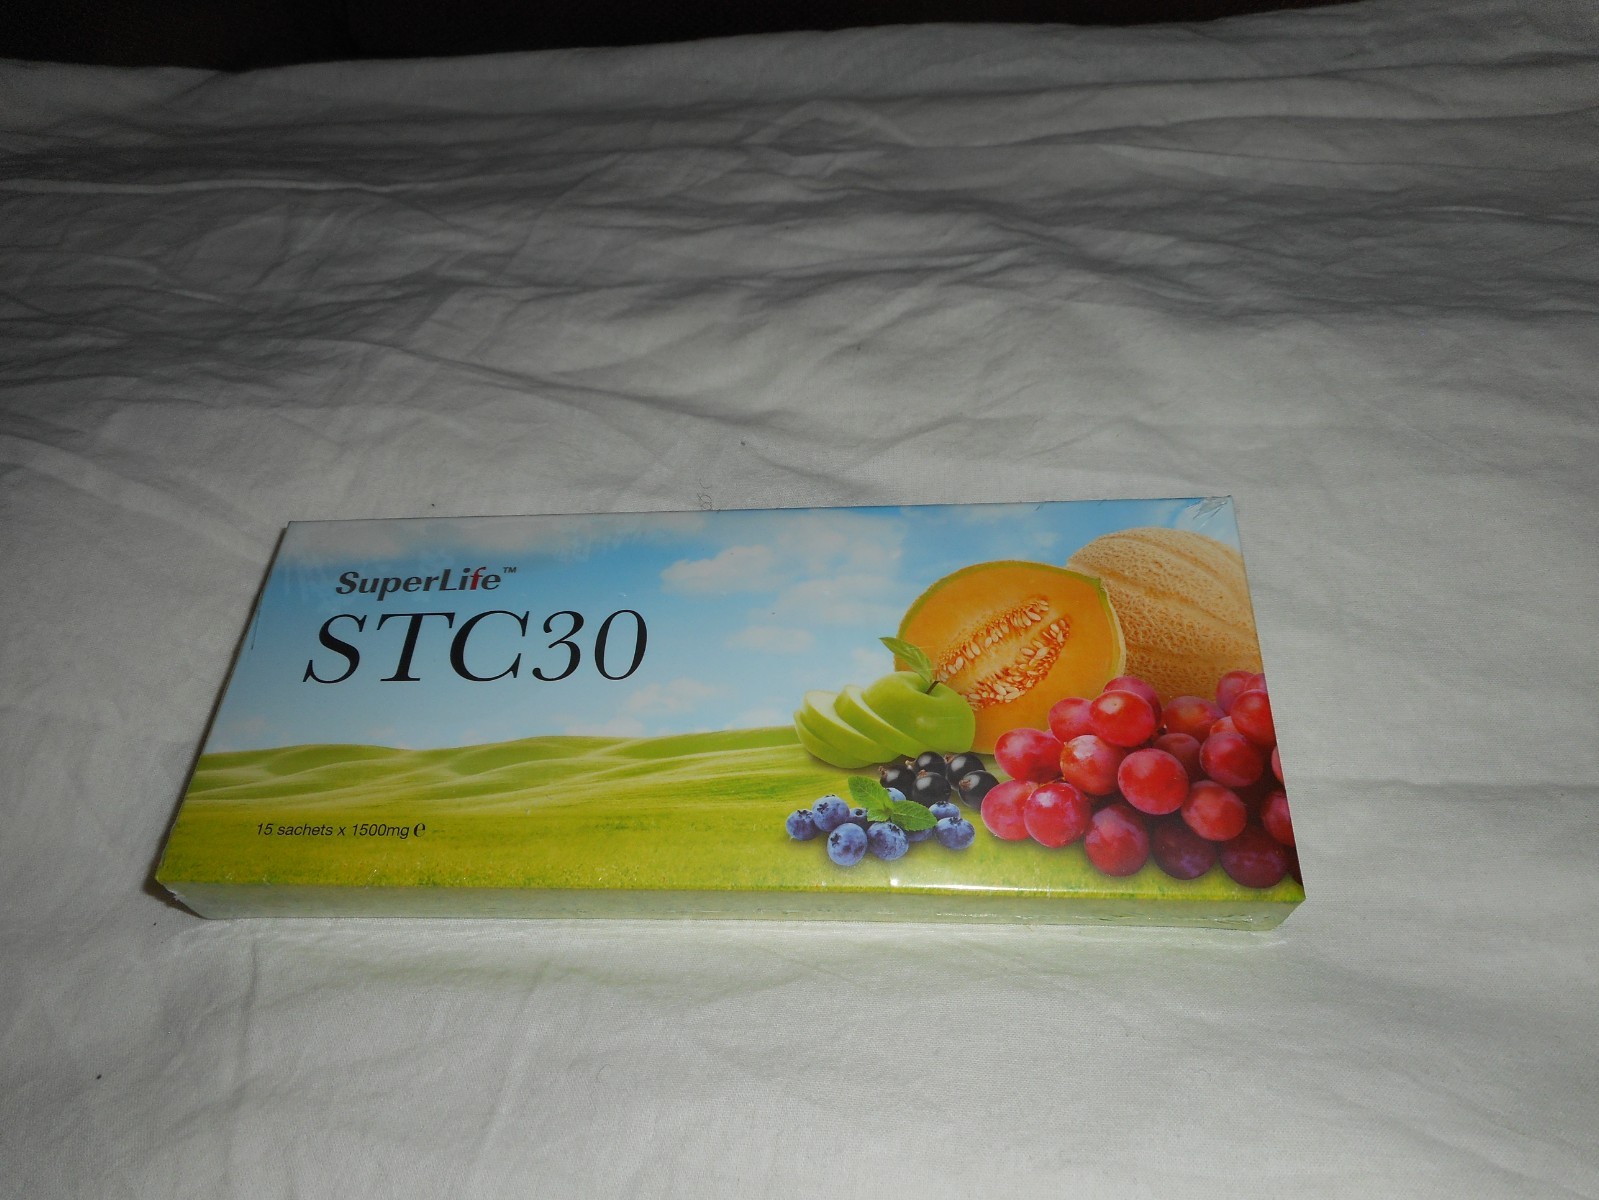 SuperLife™
STC30
15 sachets x 1500mg ℮